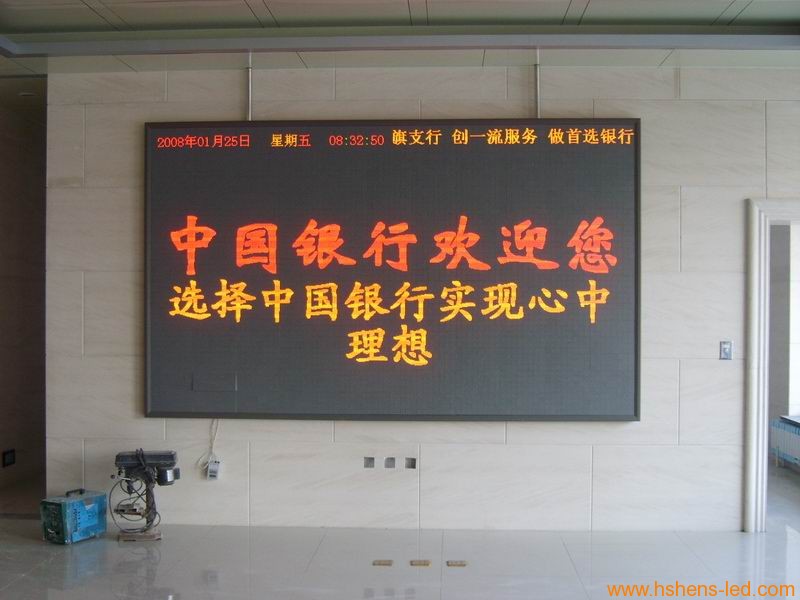 2008年01月25日 星期五 08:32:50 旗支行 创一流服务 做首选银行
中国银行欢迎您
选择中国银行实现心中
理想
www.hshens-led.com